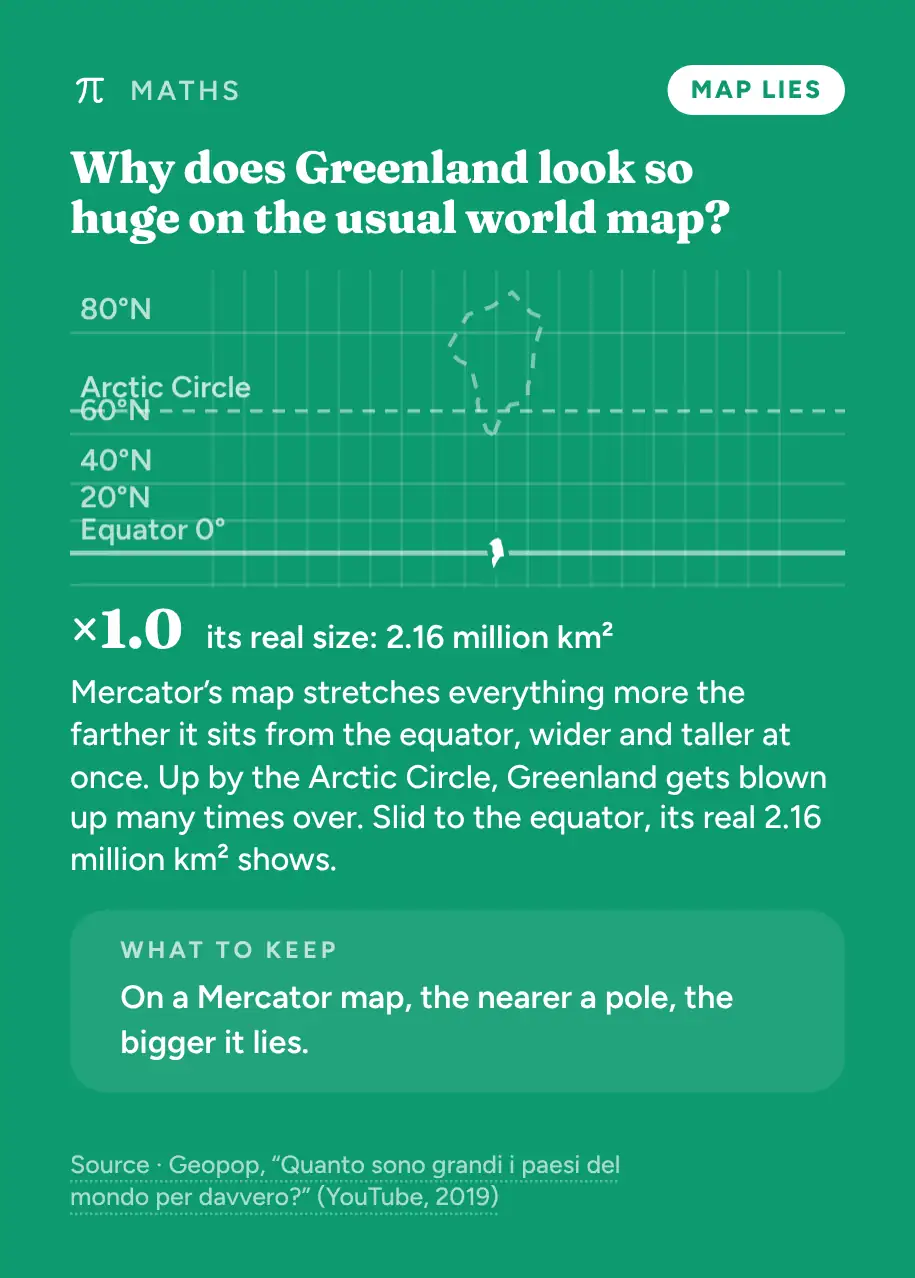 π MATHS
MAP LIES
Why does Greenland look so
huge on the usual world map?
80°N
Arctic Circle
60°N
40°N
20°N
Equator 0°
×1.0 its real size: 2.16 million km²
Mercator’s map stretches everything more the
farther it sits from the equator, wider and taller at
once. Up by the Arctic Circle, Greenland gets blown
up many times over. Slid to the equator, its real 2.16
million km² shows.
WHAT TO KEEP
On a Mercator map, the nearer a pole, the
bigger it lies.
Source · Geopop, “Quanto sono grandi i paesi del
mondo per davvero?” (YouTube, 2019)